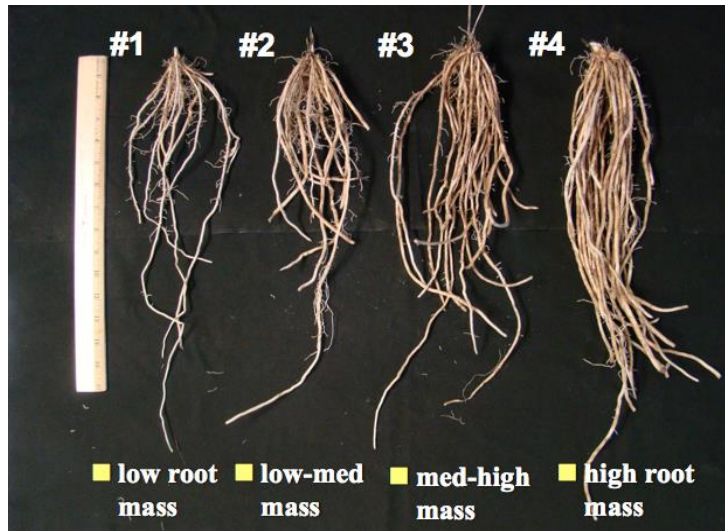 #1
#2
#3
#4
low root
mass
low-med
mass
med-high
mass
high root
mass